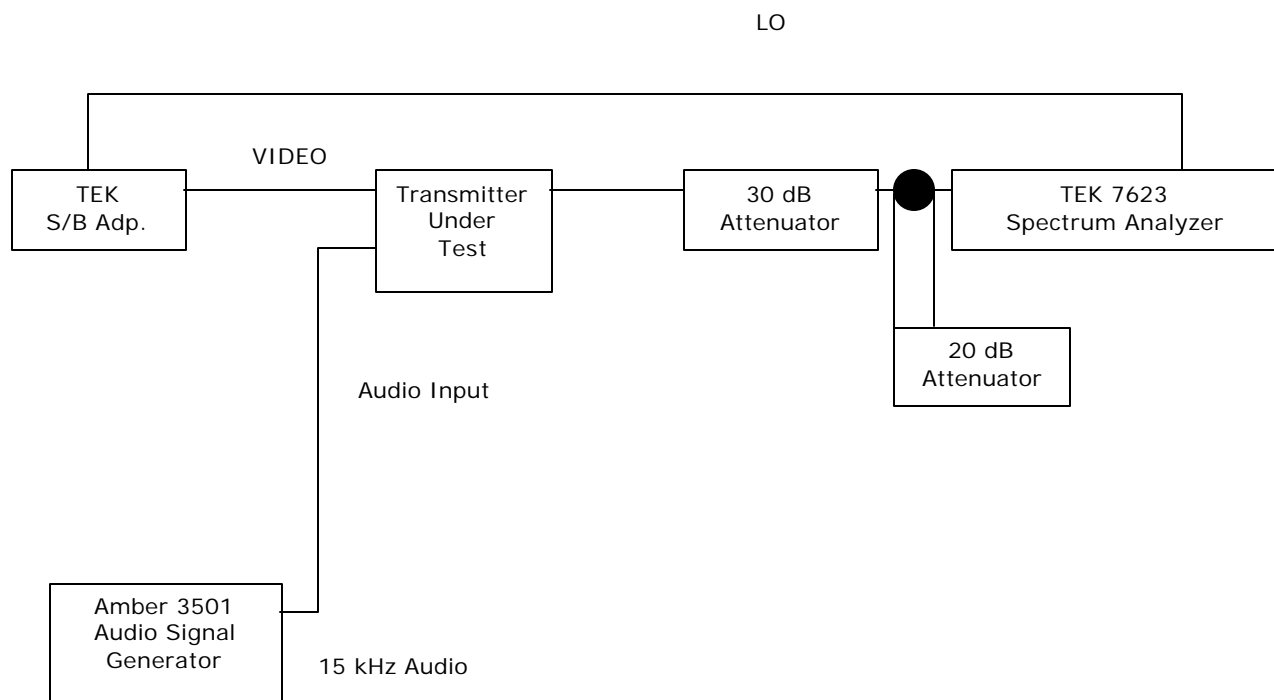 LO
VIDEO
TEK
S/B Adp.
Transmitter
Under
Test
30 dB
Attenuator
TEK 7623
Spectrum Analyzer
20 dB
Attenuator
Audio Input
Amber 3501
Audio Signal
Generator
15 kHz Audio